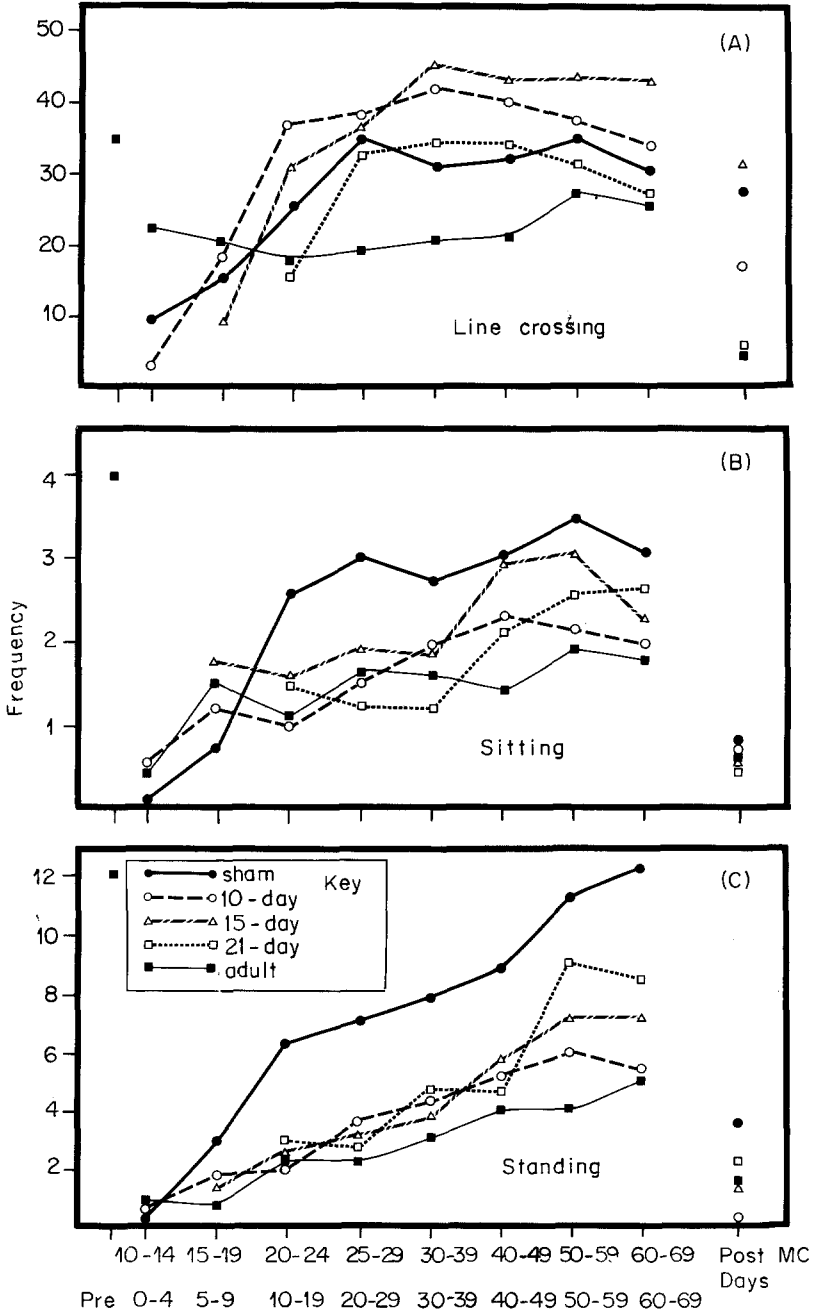 50
40
30
20
10
(A)
Line crossing
4
3
2
1
(B)
Frequency
Sitting
12
10
8
6
4
2
(C)
Key
sham
10-day
15-day
21-day
adult
Standing
10-14 15-19 20-24 25-29 30-39 40-49 50-59 60-69 Post MC
Days
Pre 0-4 5-9 10-19 20-29 30-39 40-49 50-59 60-69